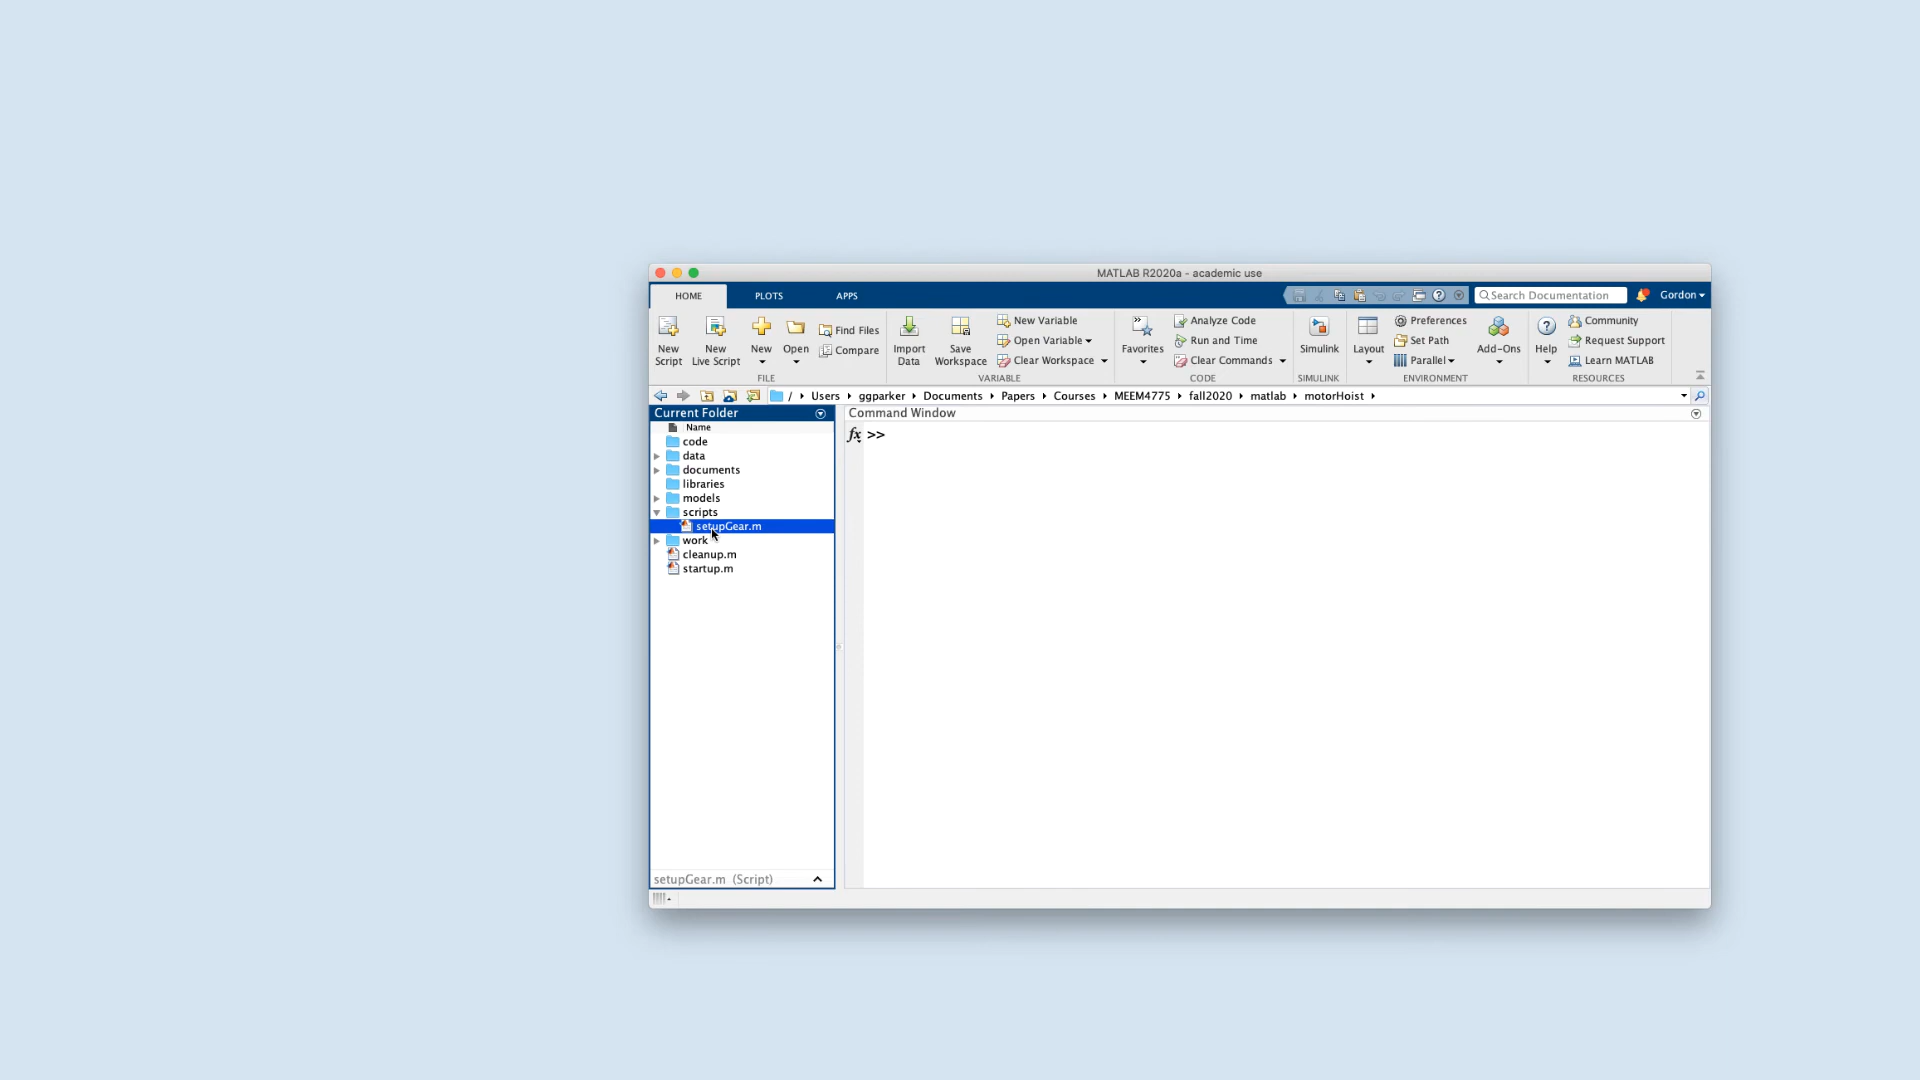 MATLAB R2020a - academic use
HOME PLOTS APPS Search Documentation Gordon
New Script
New Live Script
New
Open
Find Files
Compare
FILE
Import Data
Save Workspace
New Variable
Open Variable
Clear Workspace
VARIABLE
Favorites
Analyze Code
Run and Time
Clear Commands
CODE
Simulink
SIMULINK
Layout
Preferences
Set Path
Parallel
Add-Ons
ENVIRONMENT
Help
Community
Request Support
Learn MATLAB
RESOURCES
/ Users ggparker Documents Papers Courses MEEM4775 fall2020 matlab motorHoist
Current Folder
Name
code
data
documents
libraries
models
scripts
setupGear.m
work
cleanup.m
startup.m
setupGear.m (Script)
Command Window
fx >>